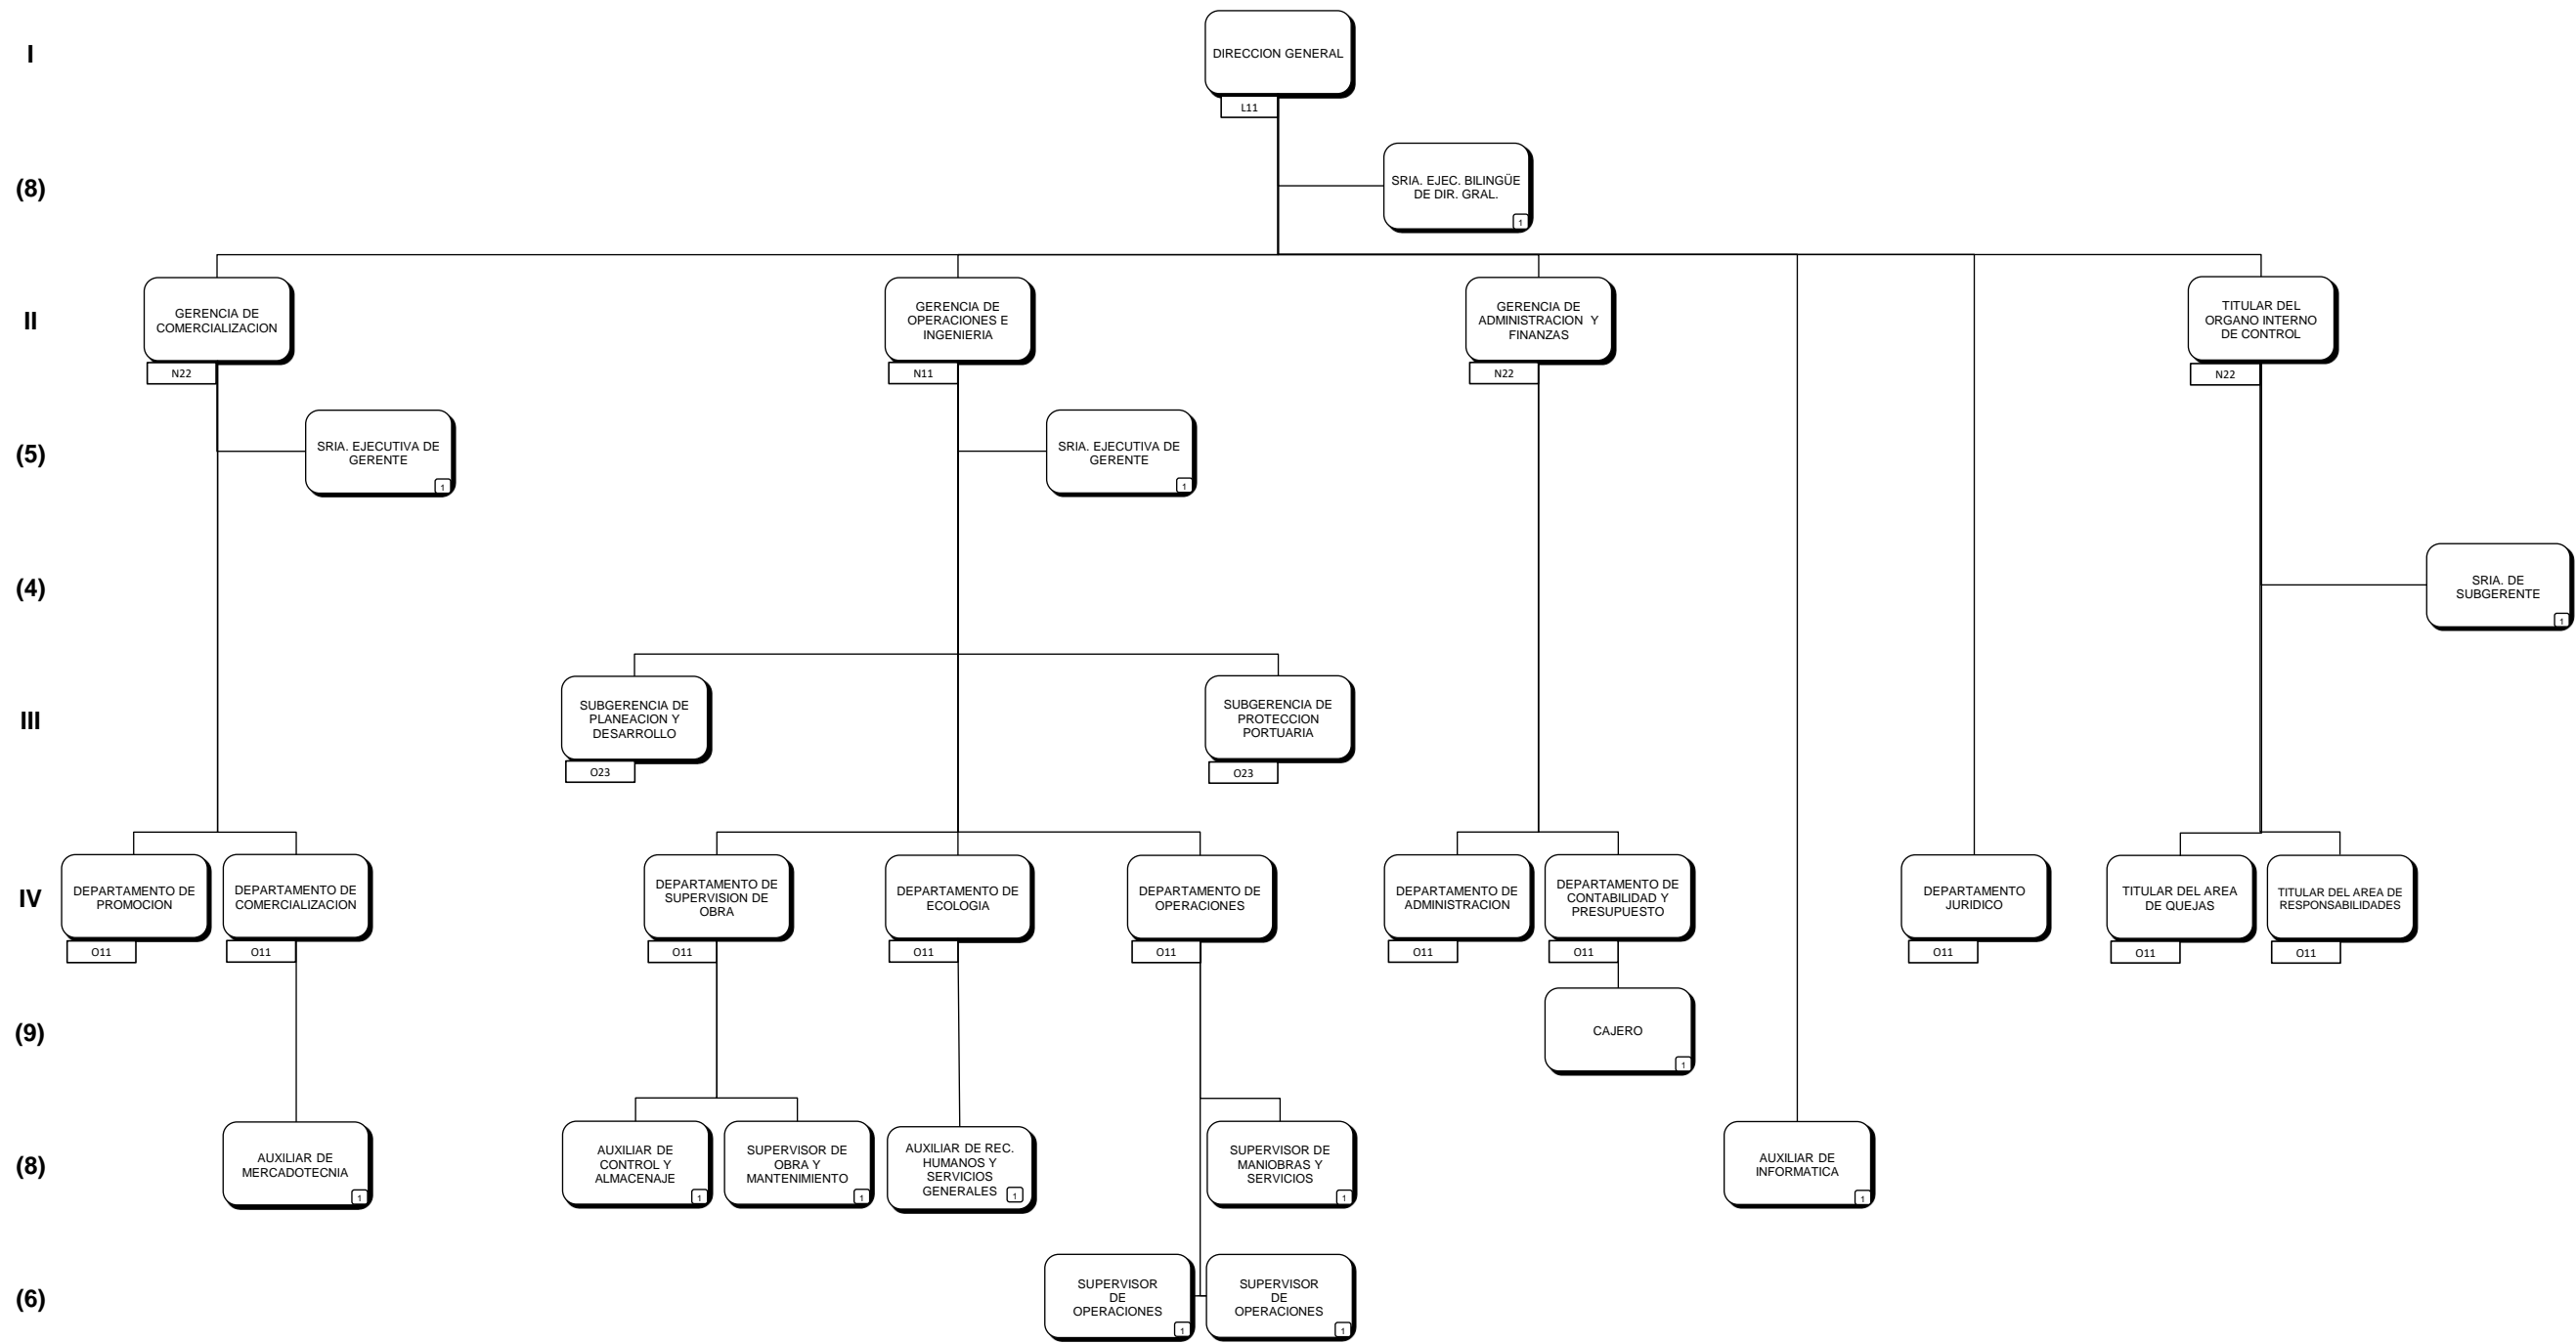 I
DIRECCION GENERAL
L11
(8)
SRIA. EJEC. BILINGÜE
DE DIR. GRAL.
1
II
GERENCIA DE
COMERCIALIZACION
N22
GERENCIA DE
OPERACIONES E
INGENIERIA
N11
GERENCIA DE
ADMINISTRACION Y
FINANZAS
N22
TITULAR DEL
ORGANO INTERNO
DE CONTROL
N22
(5)
SRIA. EJECUTIVA DE
GERENTE
1
SRIA. EJECUTIVA DE
GERENTE
1
(4)
SRIA. DE
SUBGERENTE
1
III
SUBGERENCIA DE
PLANEACION Y
DESARROLLO
O23
SUBGERENCIA DE
PROTECCION
PORTUARIA
O23
IV
DEPARTAMENTO DE
PROMOCION
O11
DEPARTAMENTO DE
COMERCIALIZACION
O11
DEPARTAMENTO DE
SUPERVISION DE
OBRA
O11
DEPARTAMENTO DE
ECOLOGIA
O11
DEPARTAMENTO DE
OPERACIONES
O11
DEPARTAMENTO DE
ADMINISTRACION
O11
DEPARTAMENTO DE
CONTABILIDAD Y
PRESUPUESTO
O11
DEPARTAMENTO
JURIDICO
O11
TITULAR DEL AREA
DE QUEJAS
O11
TITULAR DEL AREA DE
RESPONSABILIDADES
O11
(9)
CAJERO
1
(8)
AUXILIAR DE
MERCADOTECNIA
1
AUXILIAR DE
CONTROL Y
ALMACENAJE
1
SUPERVISOR DE
OBRA Y
MANTENIMIENTO
1
AUXILIAR DE REC.
HUMANOS Y
SERVICIOS
GENERALES
1
SUPERVISOR DE
MANIOBRAS Y
SERVICIOS
1
AUXILIAR DE
INFORMATICA
1
(6)
SUPERVISOR
DE
OPERACIONES
1
SUPERVISOR
DE
OPERACIONES
1